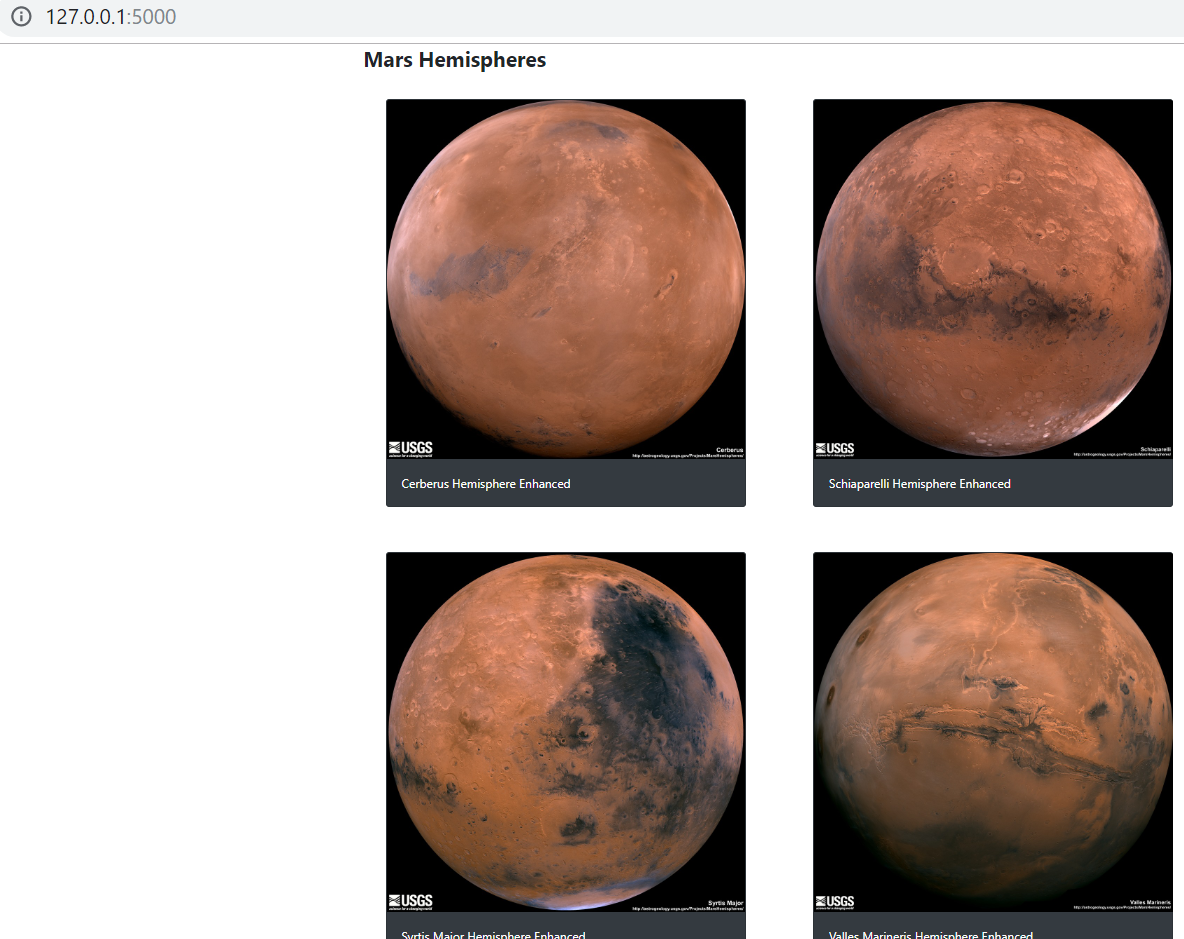 127.0.0.1:5000
Mars Hemispheres
USGS
science for a changing world
Cerberus
http://astrogeology.usgs.gov/Projects/MarsHemispheres/
Cerberus Hemisphere Enhanced
USGS
science for a changing world
Schiaparelli
http://astrogeology.usgs.gov/Projects/MarsHemispheres/
Schiaparelli Hemisphere Enhanced
USGS
science for a changing world
Syrtis Major
http://astrogeology.usgs.gov/Projects/MarsHemispheres/
Syrtis Major Hemisphere Enhanced
USGS
science for a changing world
Valles Marineris
http://astrogeology.usgs.gov/Projects/MarsHemispheres/
Valles Marineris Hemisphere Enhanced